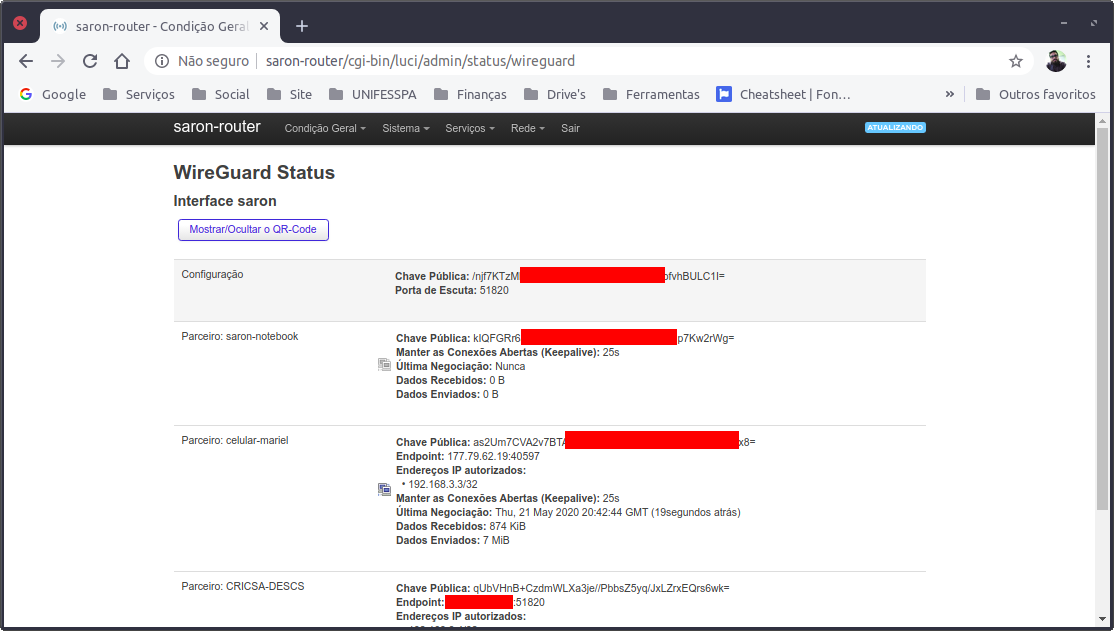 saron-router - Condição Geral
Não seguro
saron-router/cgi-bin/luci/admin/status/wireguard
Google Serviços Social Site UNIFESSPA Finanças Drive's Ferramentas Cheatsheet | Fon… » Outros favoritos
saron-router Condição Geral Sistema Serviços Rede Sair ATUALIZANDO
WireGuard Status
Interface saron
Mostrar/Ocultar o QR-Code
Configuração
Chave Pública: /njf7KTzM pfvhBULC1I=
Porta de Escuta: 51820
Parceiro: saron-notebook
Chave Pública: kIQFGRr6 p7Kw2rWg=
Manter as Conexões Abertas (Keepalive): 25s
Última Negociação: Nunca
Dados Recebidos: 0 B
Dados Enviados: 0 B
Parceiro: celular-mariel
Chave Pública: as2Um7CVA2v7BTA x8=
Endpoint: 177.79.62.19:40597
Endereços IP autorizados:
• 192.168.3.3/32
Manter as Conexões Abertas (Keepalive): 25s
Última Negociação: Thu, 21 May 2020 20:42:44 GMT (19segundos atrás)
Dados Recebidos: 874 KiB
Dados Enviados: 7 MiB
Parceiro: CRICSA-DESCS
Chave Pública: qUbVHnB+CzdmWLXa3je//PbbsZ5yq/JxLZrxEQrs6wk=
Endpoint: :51820
Endereços IP autorizados: